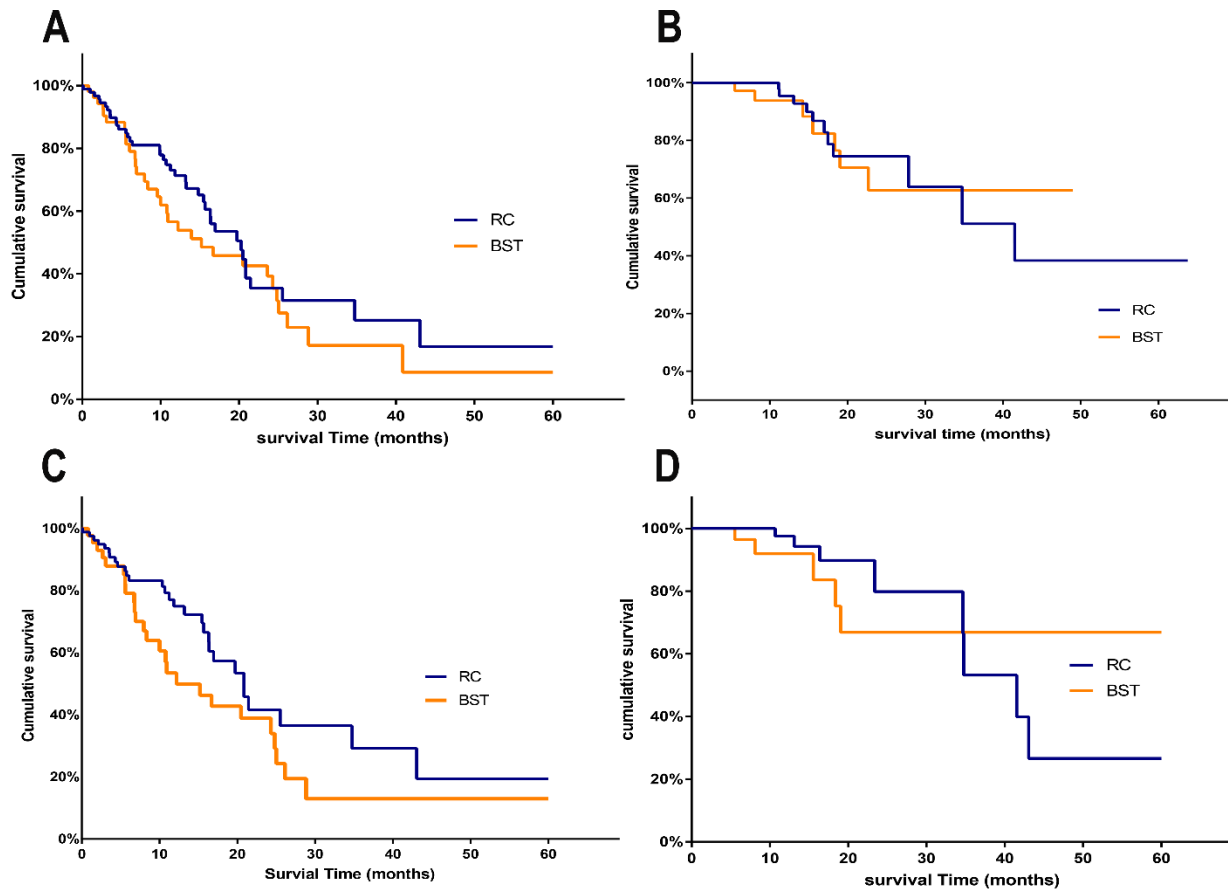 A
Cumulative survival
100%
80%
60%
40%
20%
0%
RC
BST
0 10 20 30 40 50 60
survival Time (months)
B
Cumulative survival
100%
80%
60%
40%
20%
0%
RC
BST
0 10 20 30 40 50 60
survival time (months)
C
Cumulative survival
100%
80%
60%
40%
20%
0%
RC
BST
0 10 20 30 40 50 60
Survival Time (months)
D
cumulative survival
100%
80%
60%
40%
20%
0%
RC
BST
0 10 20 30 40 50 60
survival Time (months)